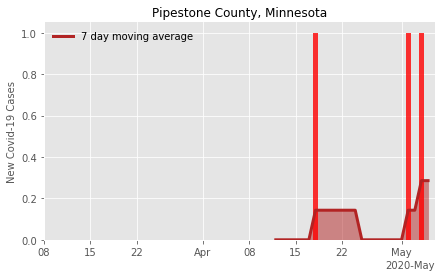 Pipestone County, Minnesota
7 day moving average
New Covid-19 Cases
1.0
0.8
0.6
0.4
0.2
0.0
08 15 22 Apr 08 15 22 May
2020-May